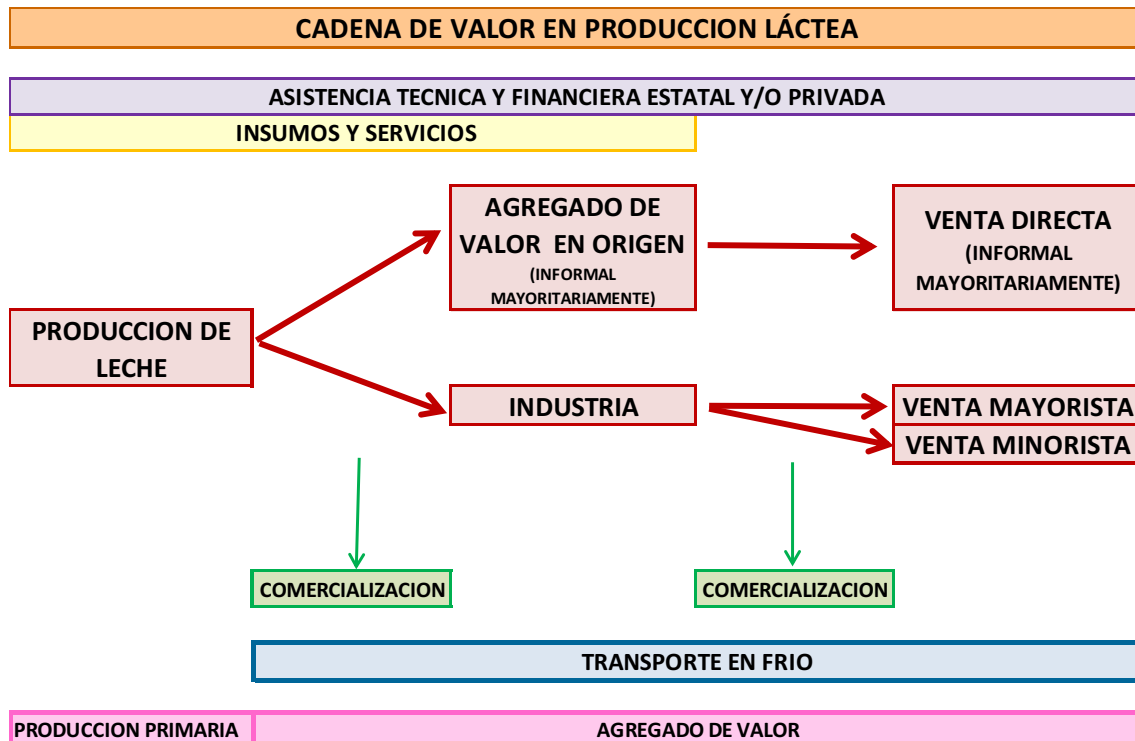 CADENA DE VALOR EN PRODUCCION LÁCTEA
ASISTENCIA TECNICA Y FINANCIERA ESTATAL Y/O PRIVADA
INSUMOS Y SERVICIOS
AGREGADO DE
VALOR EN ORIGEN
(INFORMAL
MAYORITARIAMENTE)
VENTA DIRECTA
(INFORMAL
MAYORITARIAMENTE)
PRODUCCION DE
LECHE
INDUSTRIA
VENTA MAYORISTA
VENTA MINORISTA
COMERCIALIZACION
COMERCIALIZACION
TRANSPORTE EN FRIO
PRODUCCION PRIMARIA
AGREGADO DE VALOR